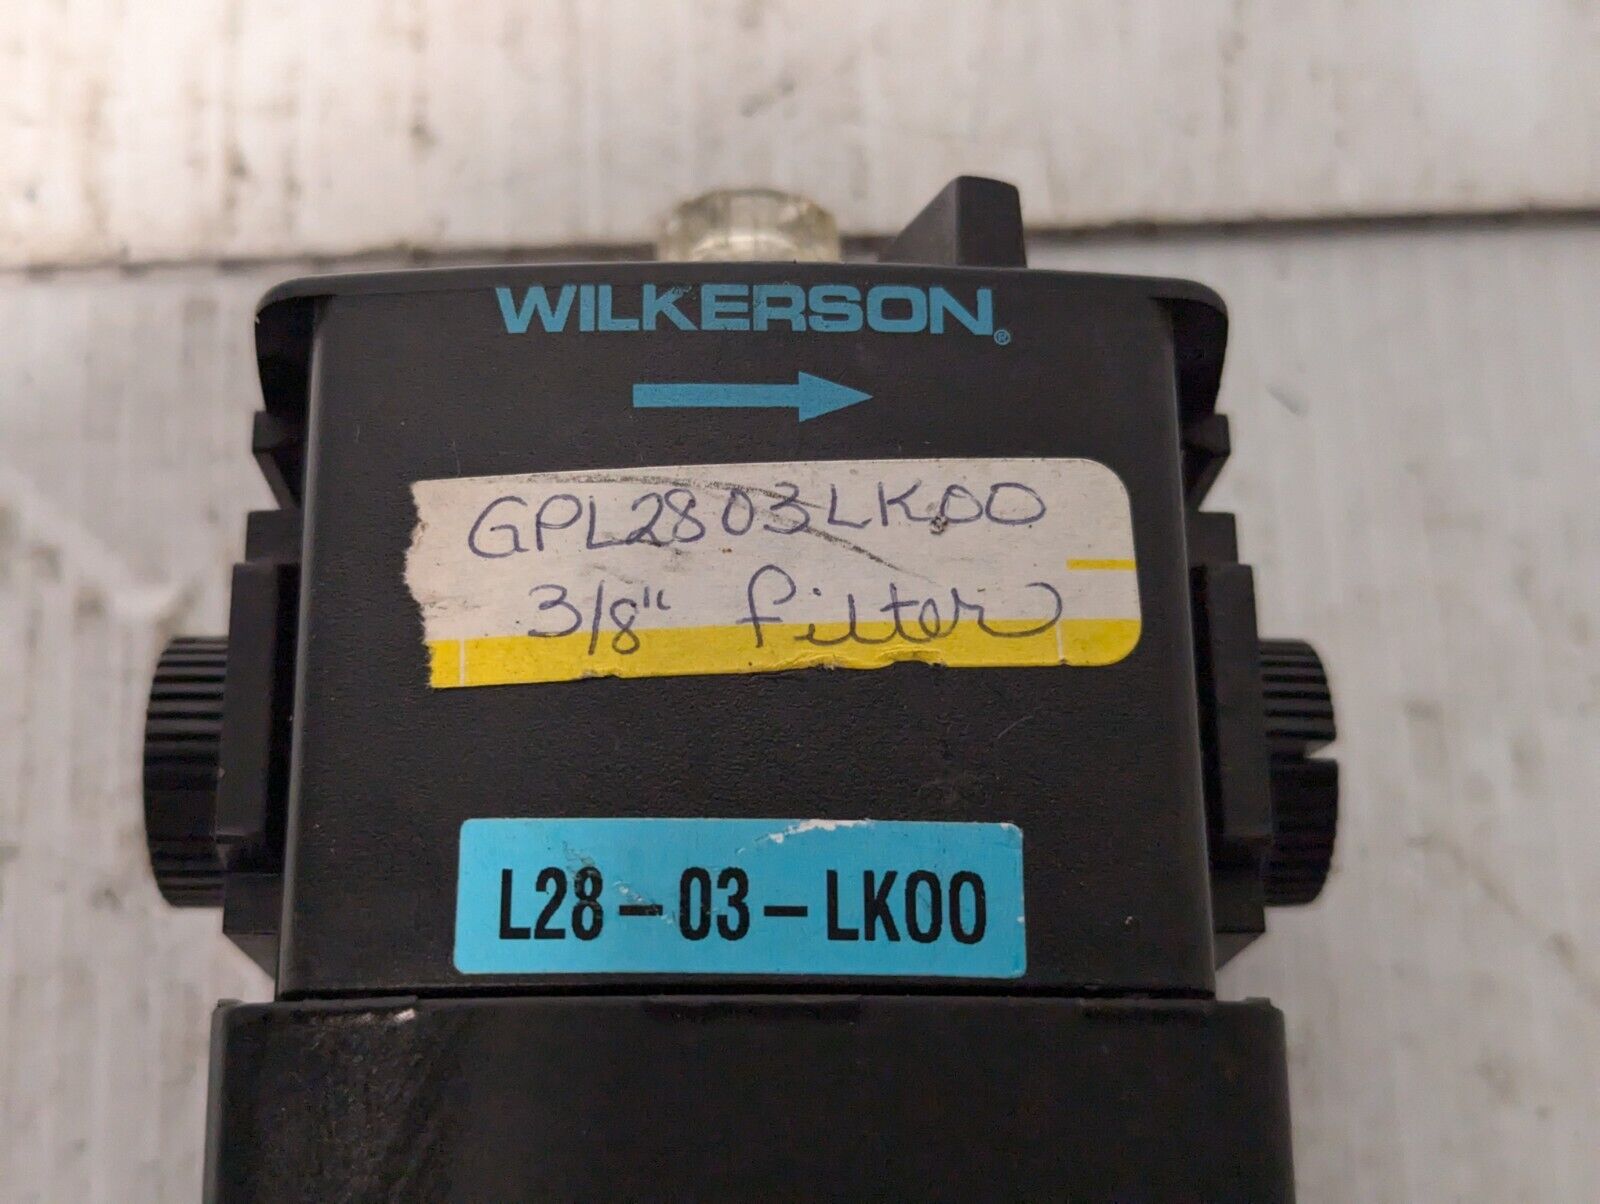 WILKERSON®
GPL2803LK00
3/8" filter
L28-03-LK00